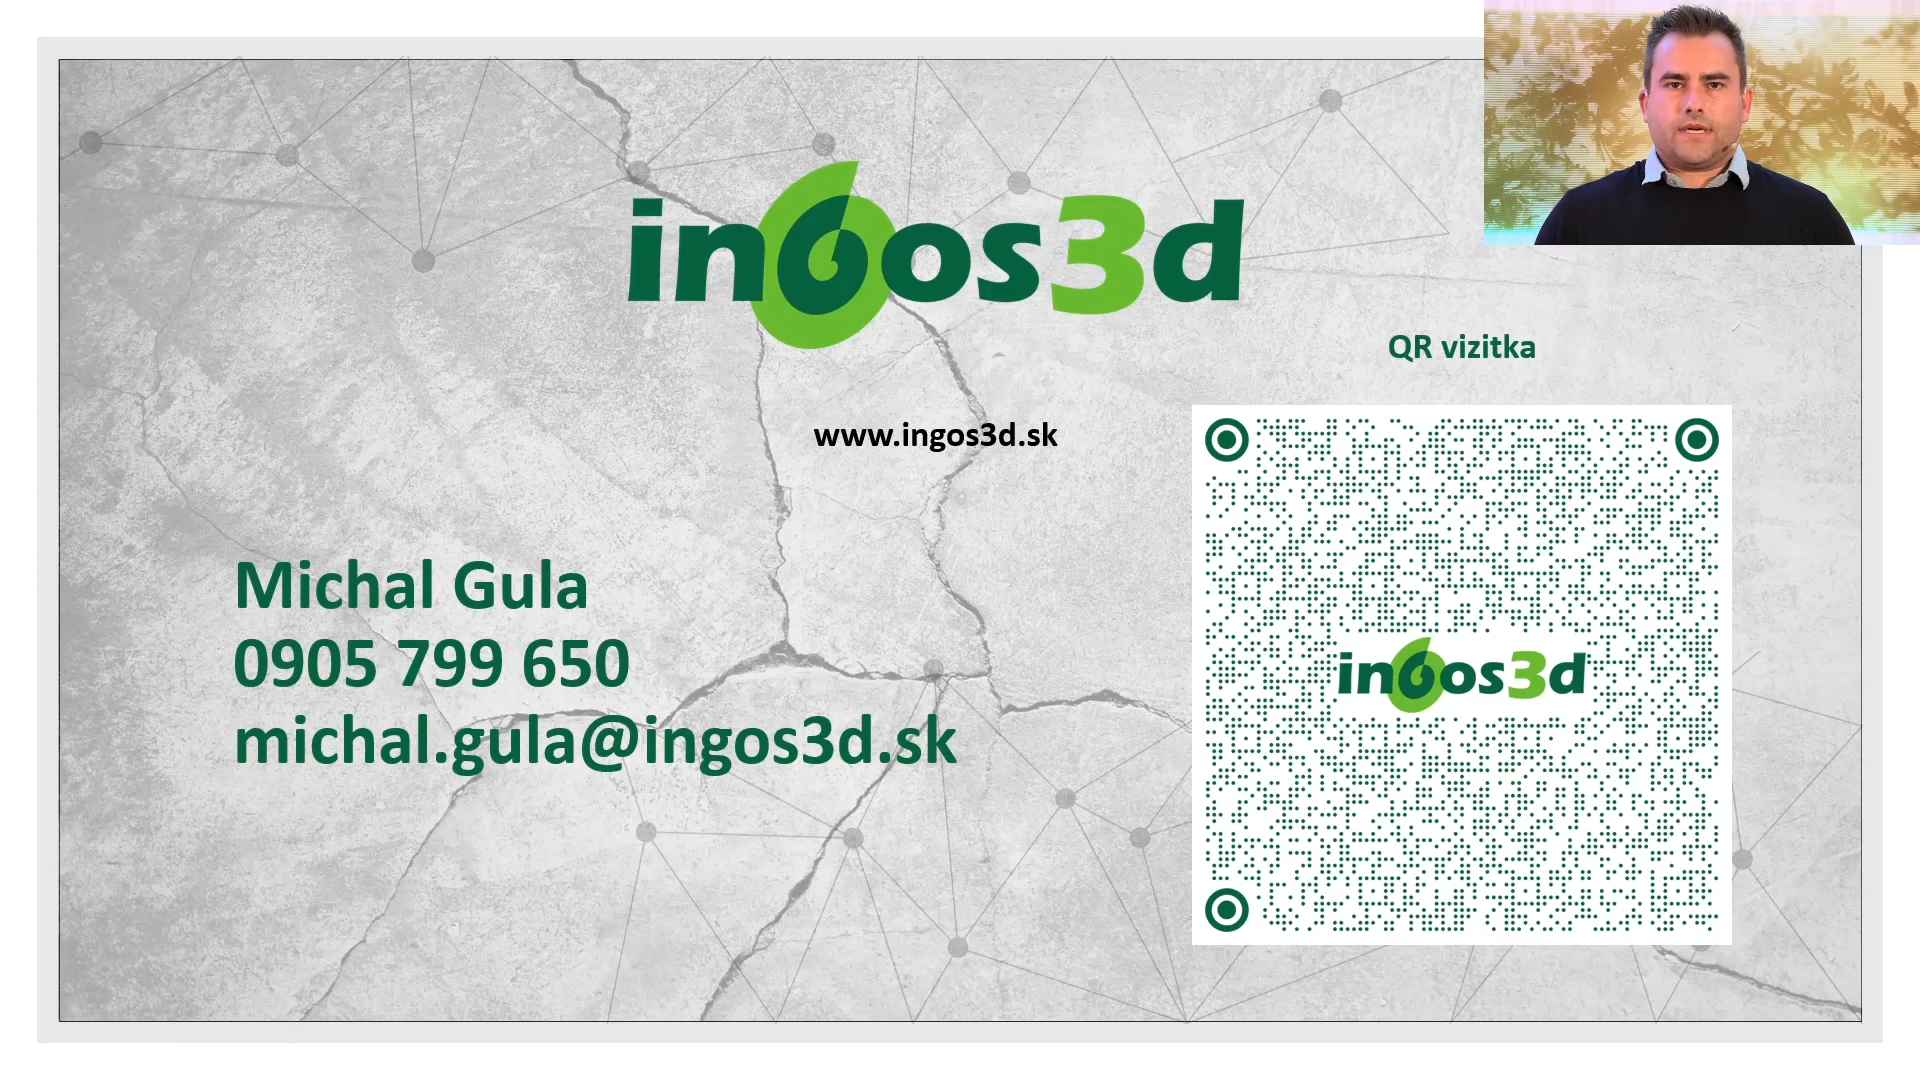 ingos3d
QR vizitka
www.ingos3d.sk
Michal Gula
0905 799 650
michal.gula@ingos3d.sk
ingos3d